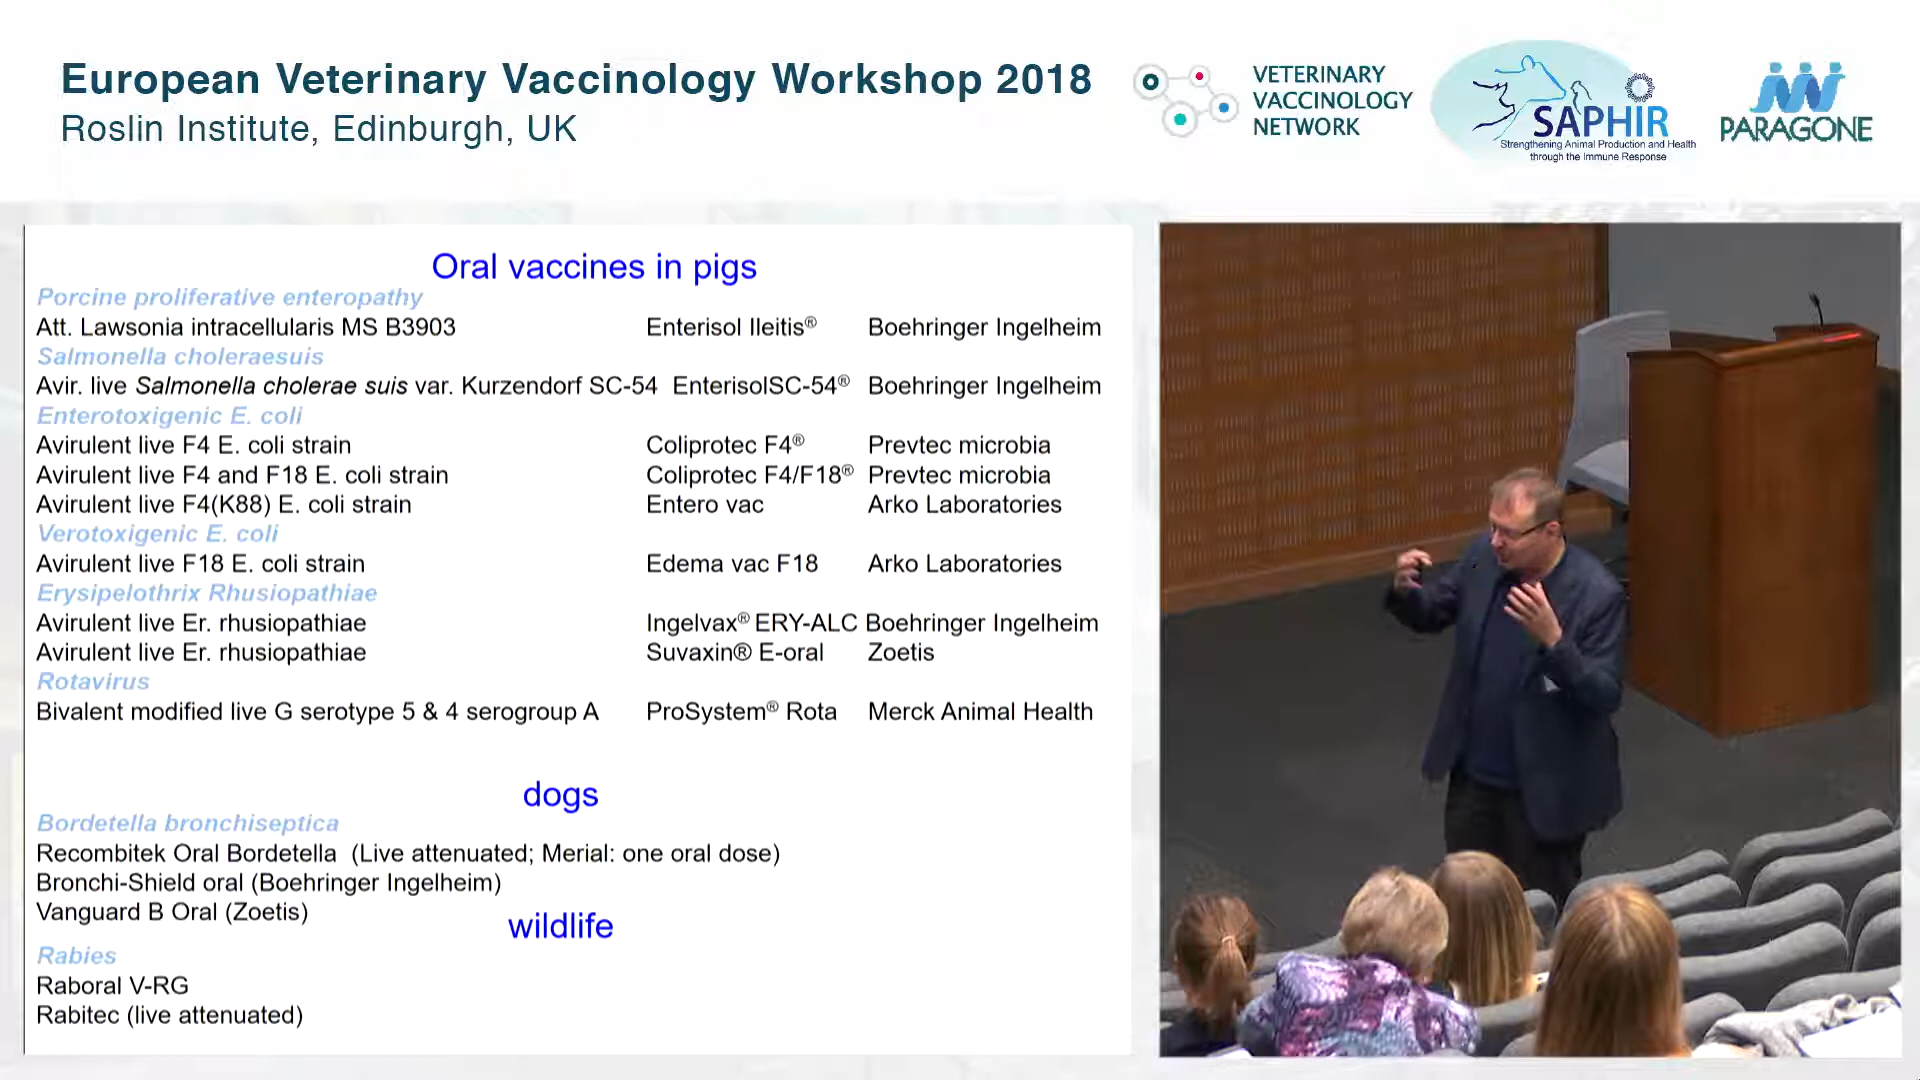 European Veterinary Vaccinology Workshop 2018
Roslin Institute, Edinburgh, UK
VETERINARY
VACCINOLOGY
NETWORK
SAPHIR
Strengthening Animal Production and Health
through the Immune Response
PARAGONE
Oral vaccines in pigs
Porcine proliferative enteropathy
Att. Lawsonia intracellularis MS B3903 Enterisol Ileitis® Boehringer Ingelheim
Salmonella choleraesuis
Avir. live Salmonella cholerae suis var. Kurzendorf SC-54 EnterisolSC-54® Boehringer Ingelheim
Enterotoxigenic E. coli
Avirulent live F4 E. coli strain Coliprotec F4® Prevtec microbia
Avirulent live F4 and F18 E. coli strain Coliprotec F4/F18® Prevtec microbia
Avirulent live F4(K88) E. coli strain Entero vac Arko Laboratories
Verotoxigenic E. coli
Avirulent live F18 E. coli strain Edema vac F18 Arko Laboratories
Erysipelothrix Rhusiopathiae
Avirulent live Er. rhusiopathiae Ingelvax® ERY-ALC Boehringer Ingelheim
Avirulent live Er. rhusiopathiae Suvaxin® E-oral Zoetis
Rotavirus
Bivalent modified live G serotype 5 & 4 serogroup A ProSystem® Rota Merck Animal Health
dogs
Bordetella bronchiseptica
Recombitek Oral Bordetella (Live attenuated; Merial: one oral dose)
Bronchi-Shield oral (Boehringer Ingelheim)
Vanguard B Oral (Zoetis)
wildlife
Rabies
Raboral V-RG
Rabitec (live attenuated)